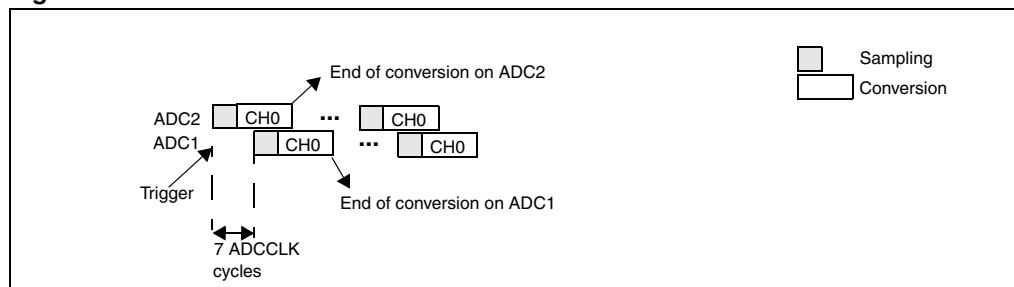 Sampling
Conversion
End of conversion on ADC2
ADC2
CH0
...
CH0
ADC1
CH0
...
CH0
Trigger
End of conversion on ADC1
7 ADCCLK
cycles